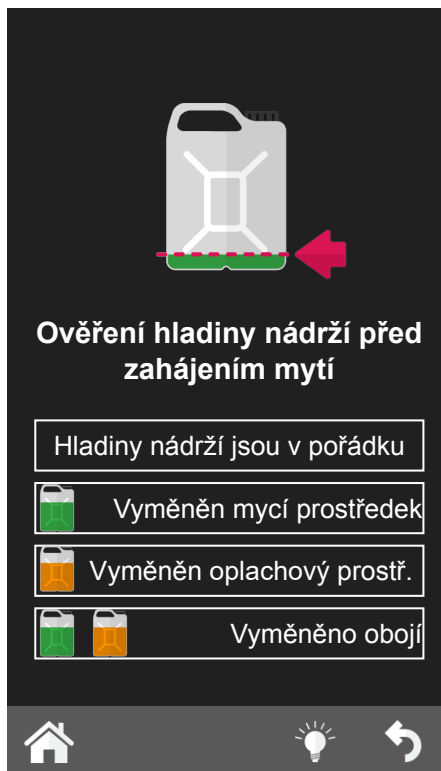 Ověření hladiny nádrží před
zahájením mytí
Hladiny nádrží jsou v pořádku
Vyměněn mycí prostředek
Vyměněn oplachový prostř.
Vyměněno obojí